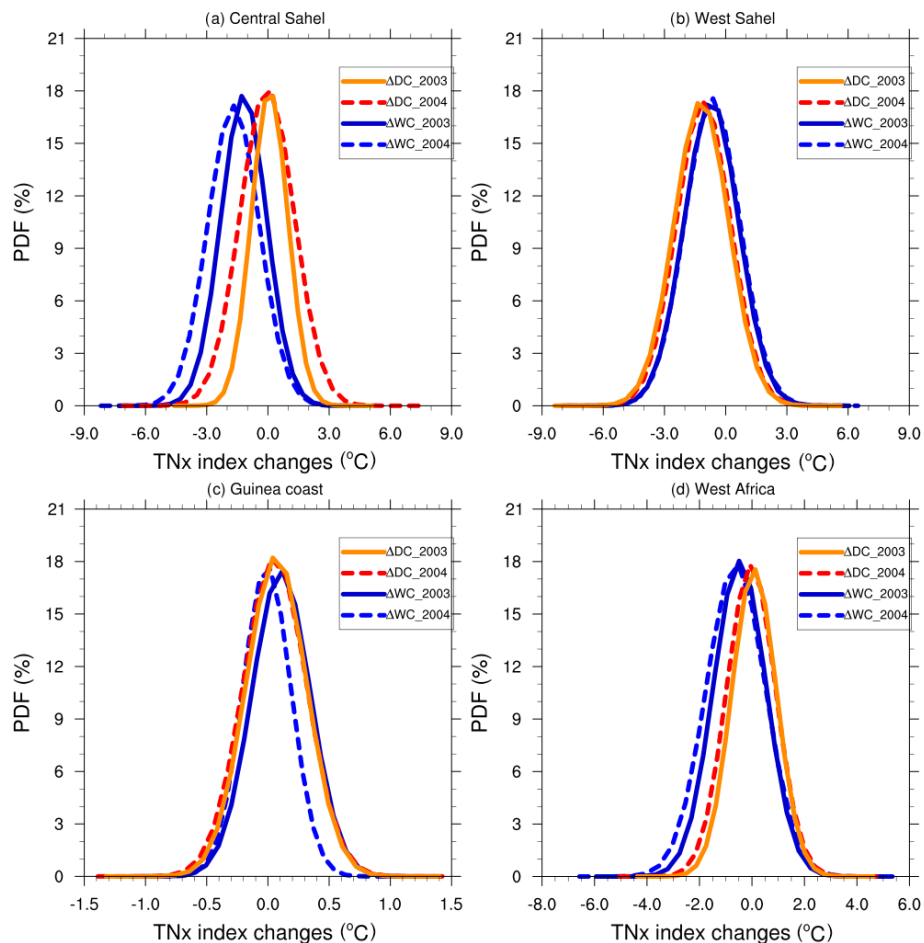 (a) Central Sahel
21
18
15
12
9
6
3
0
PDF (%)
ΔDC_2003
ΔDC_2004
ΔWC_2003
ΔWC_2004
-9.0 -6.0 -3.0 0.0 3.0 6.0 9.0
TNx index changes (°C)
(b) West Sahel
21
18
15
12
9
6
3
0
PDF (%)
ΔDC_2003
ΔDC_2004
ΔWC_2003
ΔWC_2004
-9.0 -6.0 -3.0 0.0 3.0 6.0 9.0
TNx index changes (°C)
(c) Guinea coast
21
18
15
12
9
6
3
0
PDF (%)
ΔDC_2003
ΔDC_2004
ΔWC_2003
ΔWC_2004
-1.5 -1.0 -0.5 0.0 0.5 1.0 1.5
TNx index changes (°C)
(d) West Africa
21
18
15
12
9
6
3
0
PDF (%)
ΔDC_2003
ΔDC_2004
ΔWC_2003
ΔWC_2004
-8.0 -6.0 -4.0 -2.0 0.0 2.0 4.0 6.0
TNx index changes (°C)